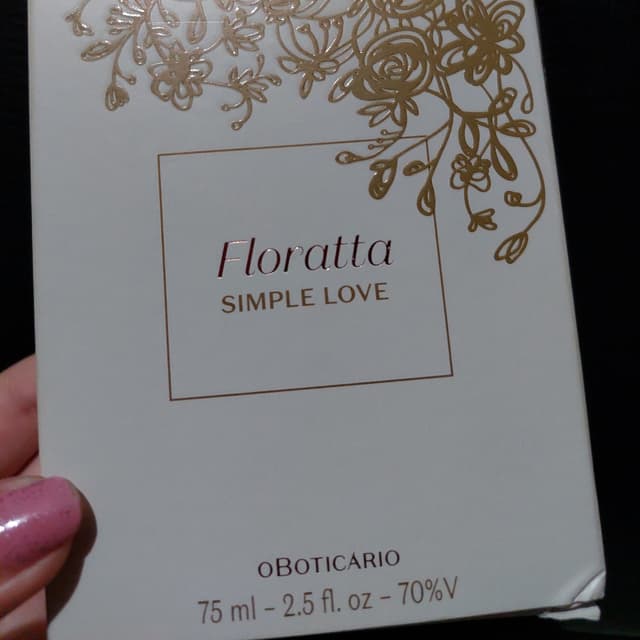 Floratta
SIMPLE LOVE
oBOTICÁRIO
75 ml – 2.5 fl. oz – 70%V